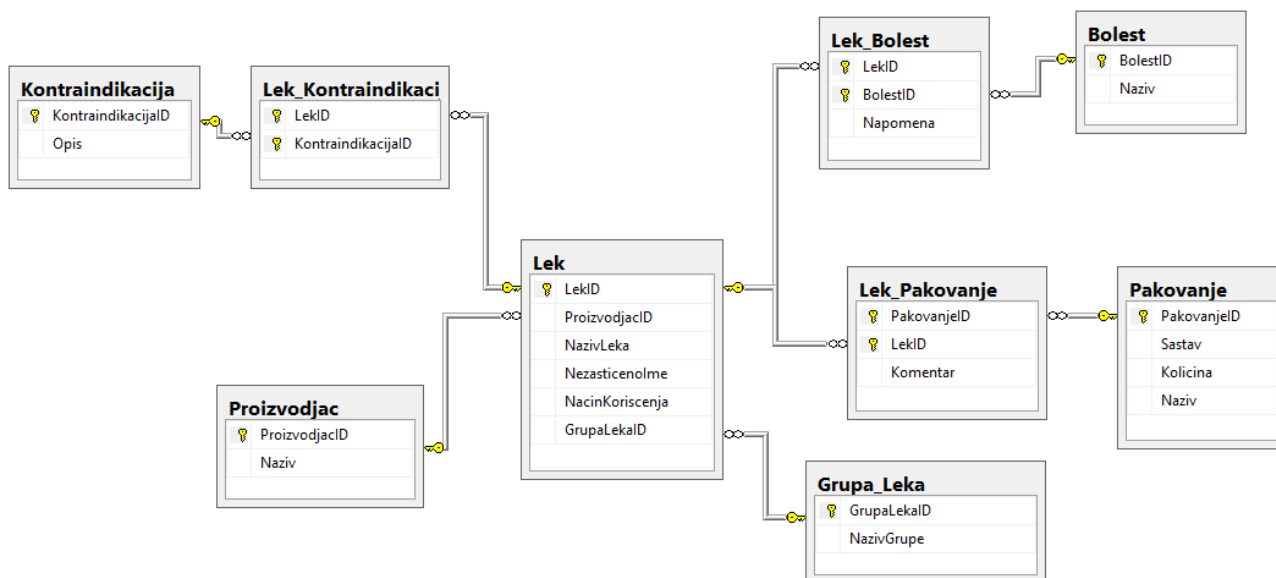 Kontraindikacija
KontraindikacijaID
Opis
Lek_Kontraindikaci
LekID
KontraindikacijaID
Lek_Bolest
LekID
BolestID
Napomena
Bolest
BolestID
Naziv
Lek
LekID
ProizvodjacID
NazivLeka
NezasticenoIme
NacinKoriscenja
GrupaLekaID
Lek_Pakovanje
PakovanjeID
LekID
Komentar
Pakovanje
PakovanjeID
Sastav
Kolicina
Naziv
Proizvodjac
ProizvodjacID
Naziv
Grupa_Leka
GrupaLekaID
NazivGrupe